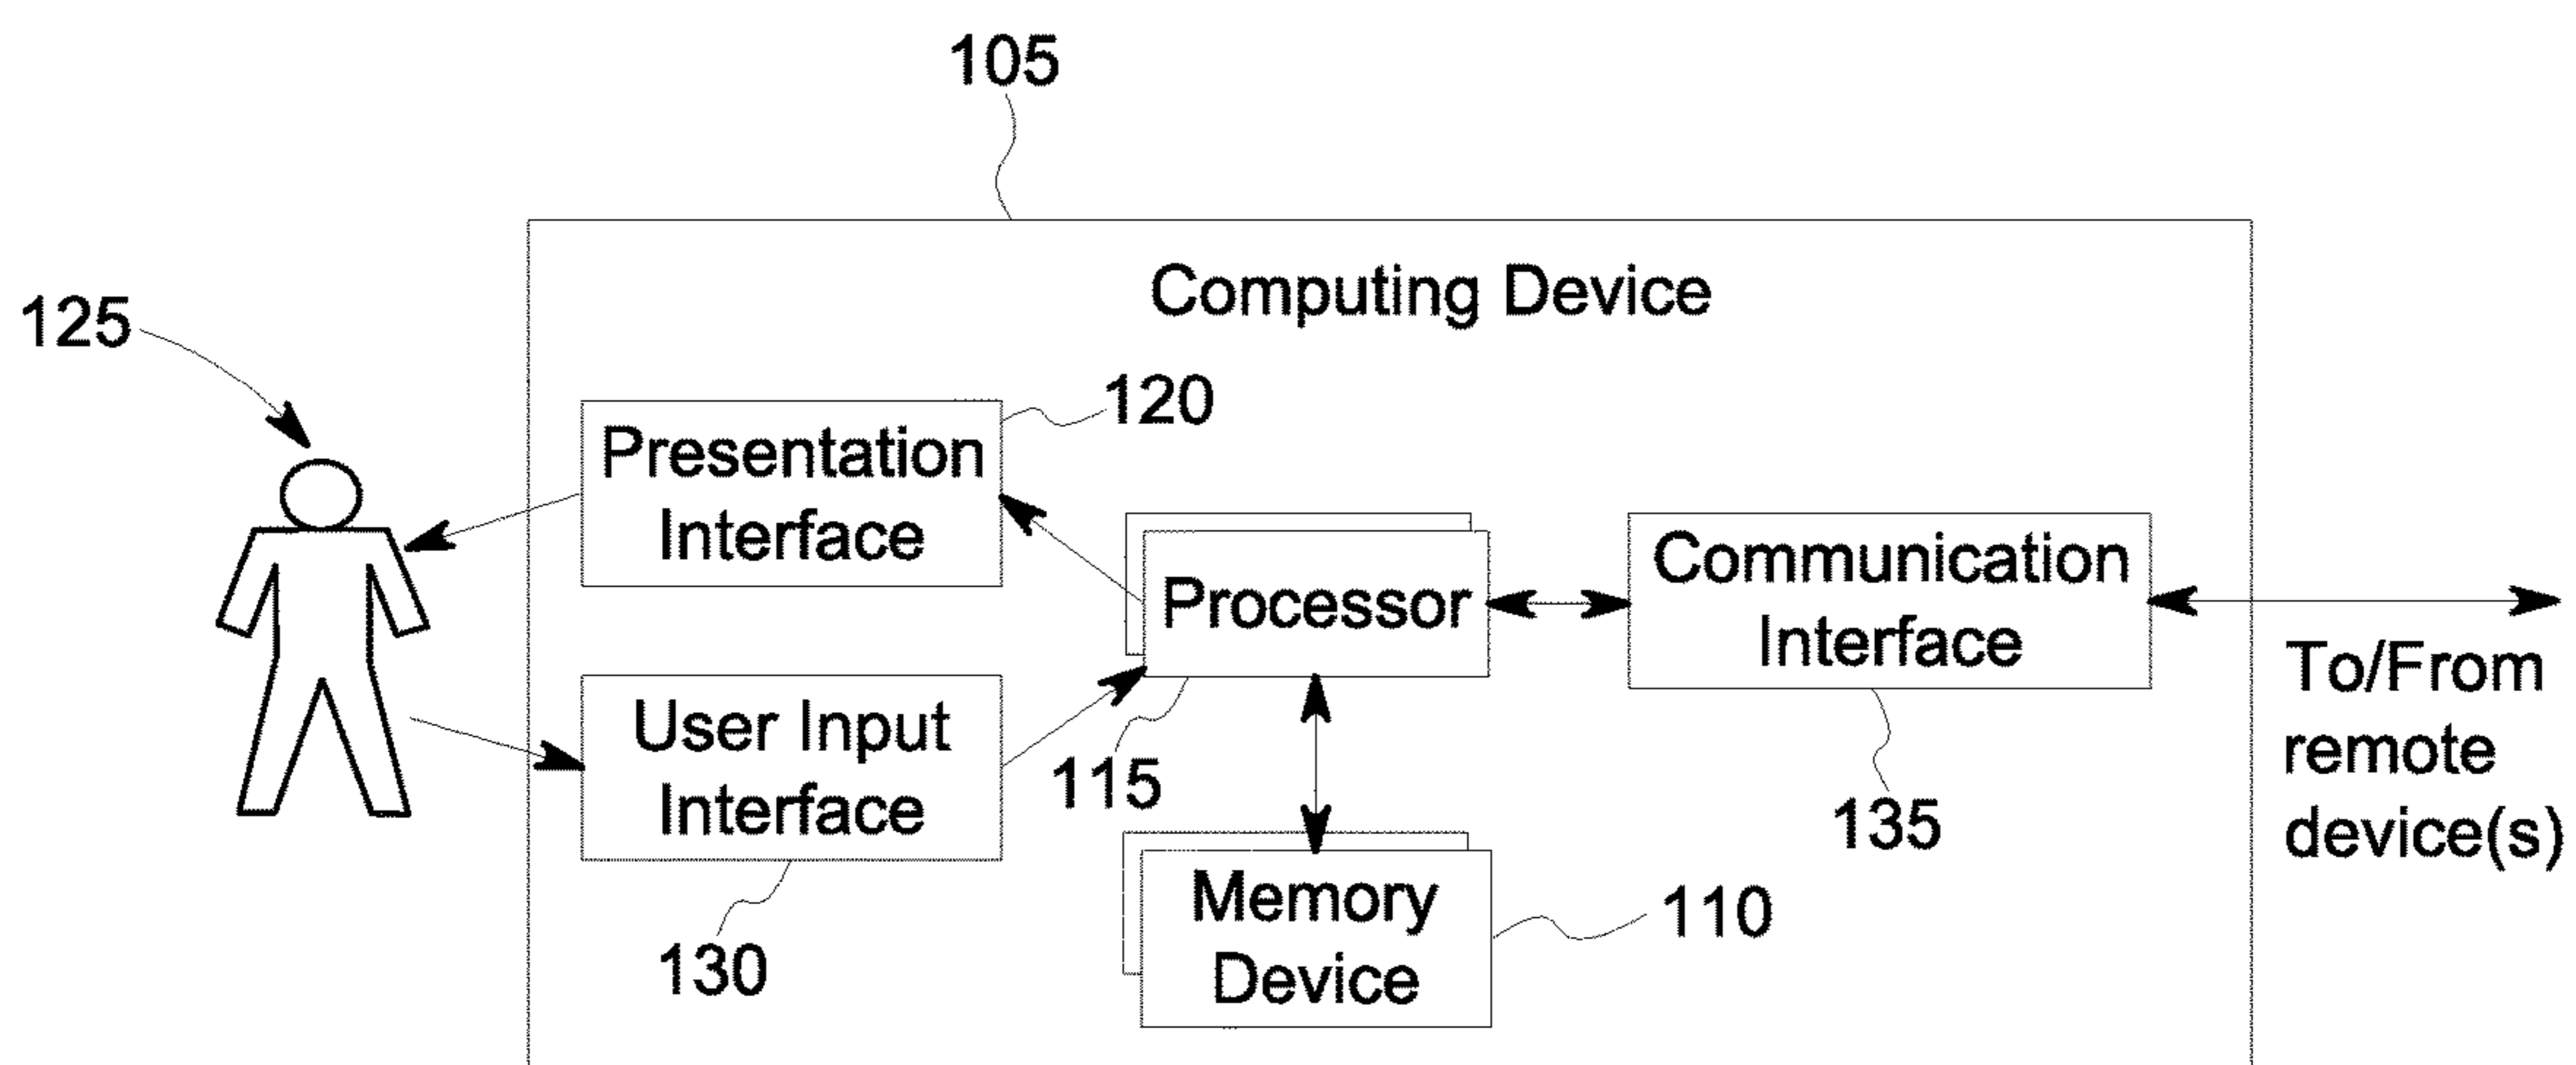 105
Computing Device
125
120
Presentation
Interface
Processor
Communication
Interface
To/From
remote
device(s)
User Input
Interface
115
135
Memory
Device
110
130